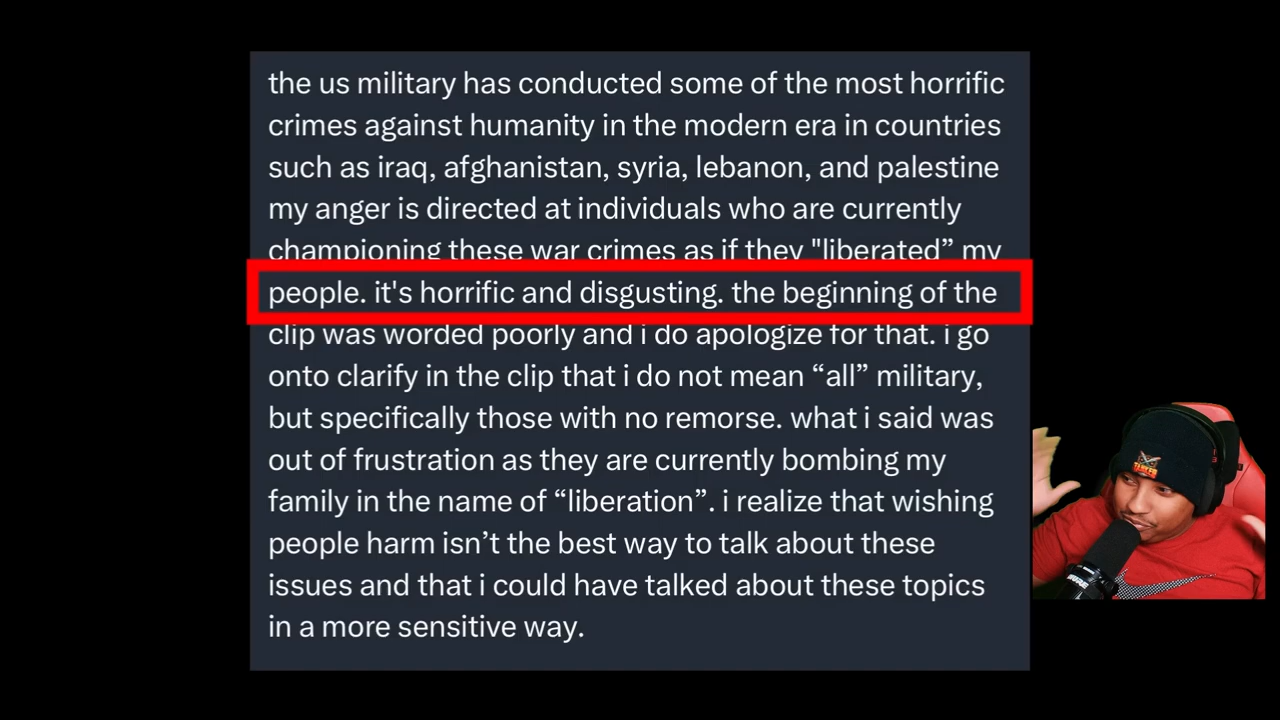 the us military has conducted some of the most horrific
crimes against humanity in the modern era in countries
such as iraq, afghanistan, syria, lebanon, and palestine
my anger is directed at individuals who are currently
championing these war crimes as if they "liberated” my
people. it's horrific and disgusting. the beginning of the
clip was worded poorly and i do apologize for that. i go
onto clarify in the clip that i do not mean “all” military,
but specifically those with no remorse. what i said was
out of frustration as they are currently bombing my
family in the name of “liberation”. i realize that wishing
people harm isn’t the best way to talk about these
issues and that i could have talked about these topics
in a more sensitive way.